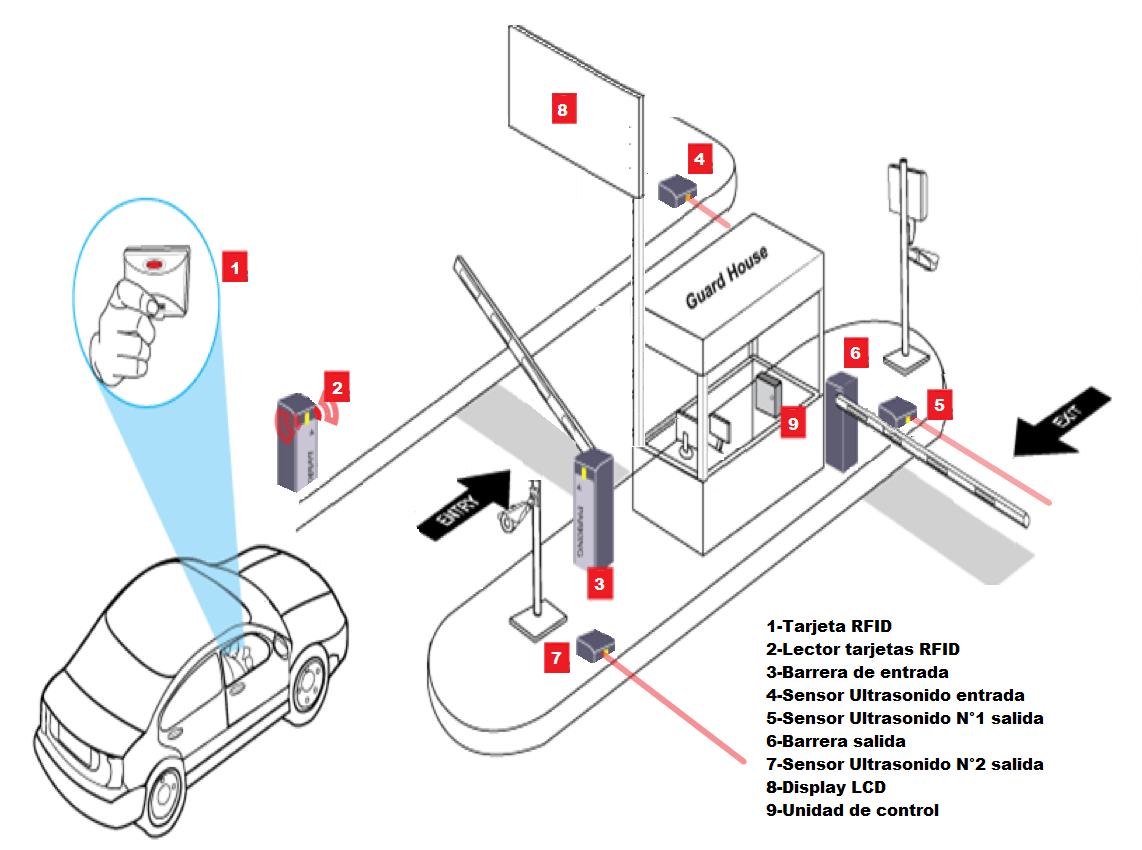 8
4
1
Guard House
6
2
5
EXIT
9
ENTRY
PARKING
3
7
1-Tarjeta RFID
2-Lector tarjetas RFID
3-Barrera de entrada
4-Sensor Ultrasonido entrada
5-Sensor Ultrasonido N°1 salida
6-Barrera salida
7-Sensor Ultrasonido N°2 salida
8-Display LCD
9-Unidad de control